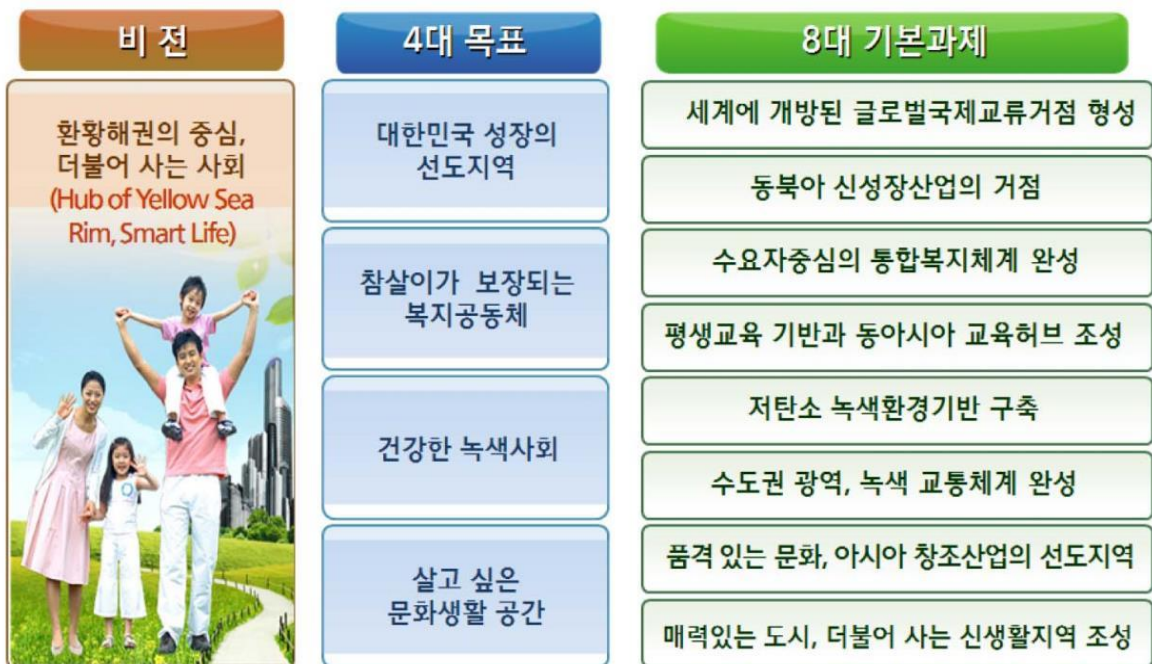 비 전
환황해권의 중심,
더불어 사는 사회
(Hub of Yellow Sea
Rim, Smart Life)
4대 목표
대한민국 성장의
선도지역
참살이가 보장되는
복지공동체
건강한 녹색사회
살고 싶은
문화생활 공간
8대 기본과제
세계에 개방된 글로벌국제교류거점 형성
동북아 신성장산업의 거점
수요자중심의 통합복지체계 완성
평생교육 기반과 동아시아 교육허브 조성
저탄소 녹색환경기반 구축
수도권 광역, 녹색 교통체계 완성
품격 있는 문화, 아시아 창조산업의 선도지역
매력있는 도시, 더불어 사는 신생활지역 조성